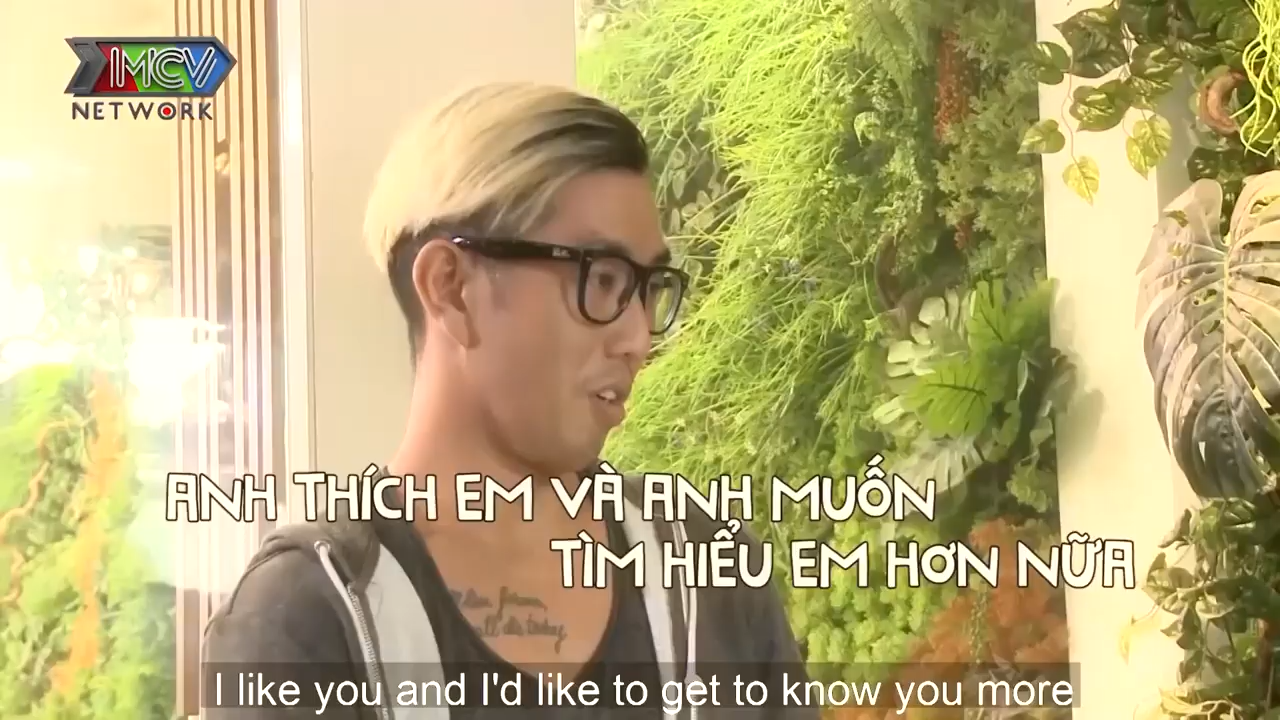 MCV
NETWORK
ANH THÍCH EM VÀ ANH MUỐN
TÌM HIỂU EM HƠN NỮA
I like you and I'd like to get to know you more